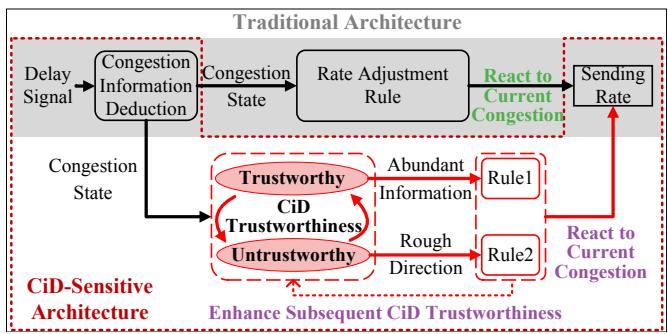 Traditional Architecture
Delay
Signal
Congestion
Information
Deduction
Congestion
State
Rate Adjustment
Rule
React to
Current
Congestion
Sending
Rate
Congestion
State
Trustworthy
CiD
Trustworthiness
Untrustworthy
Abundant
Information
Rough
Direction
Rule1
Rule2
React to
Current
Congestion
CiD-Sensitive
Architecture
Enhance Subsequent CiD Trustworthiness